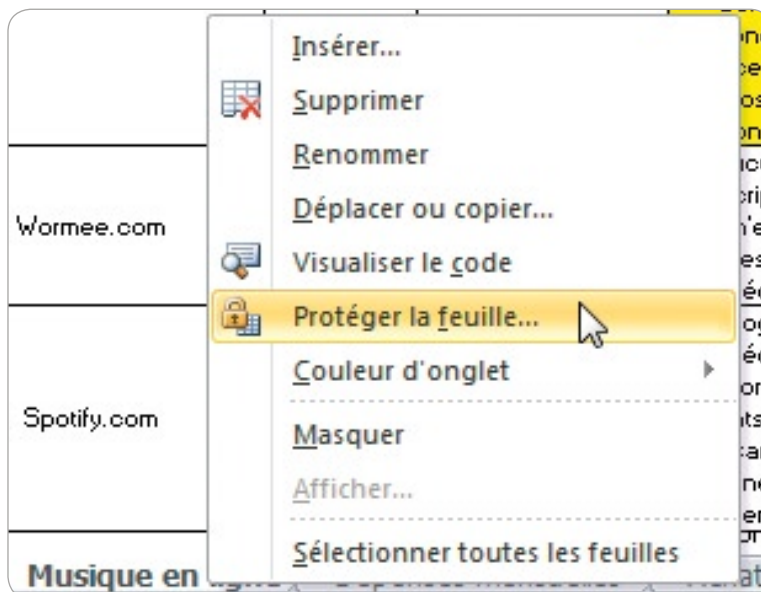 Insérer...
Supprimer
Renommer
Déplacer ou copier...
Wormee.com
Visualiser le code
Protéger la feuille...
Couleur d'onglet
Spotify.com
Masquer
Afficher...
Sélectionner toutes les feuilles
Musique en